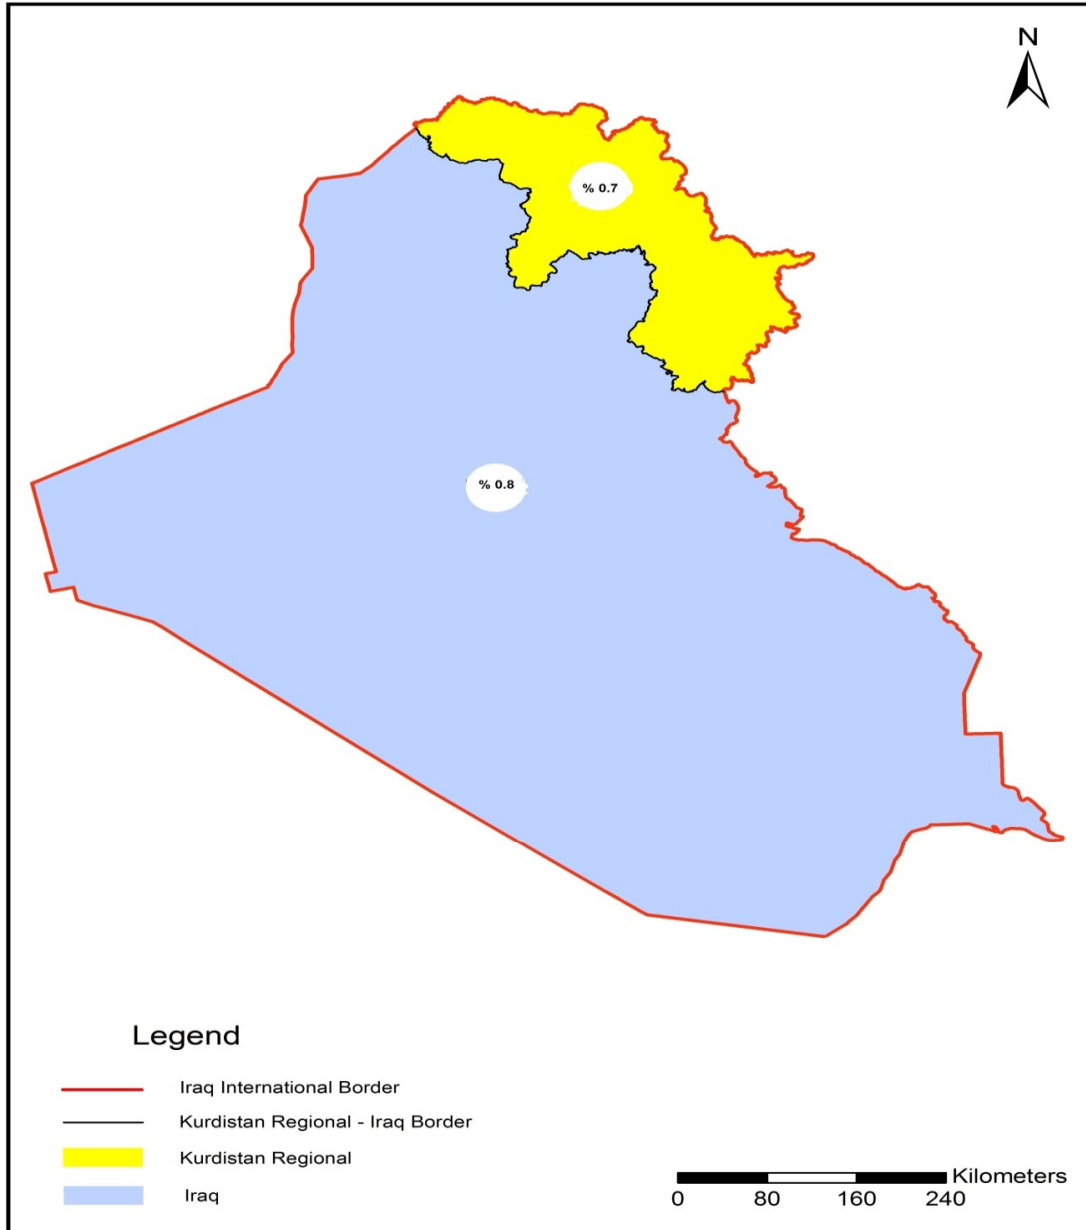 N
% 0.7
% 0.8
Legend
Iraq International Border
Kurdistan Regional - Iraq Border
Kurdistan Regional
Iraq
Kilometers
0 80 160 240